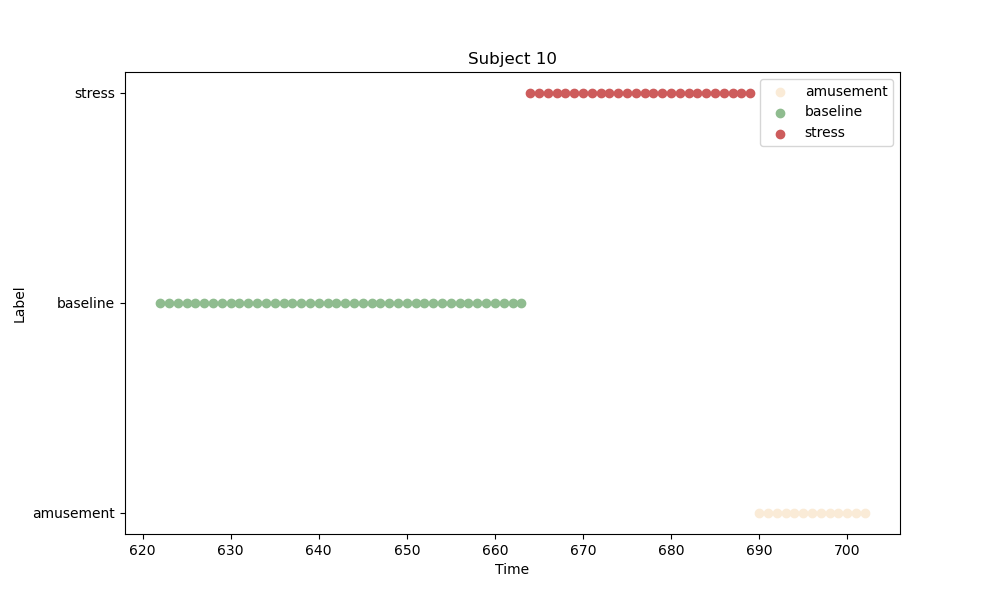 Subject 10
stress
baseline
amusement
Label
amusement
baseline
stress
620 630 640 650 660 670 680 690 700
Time